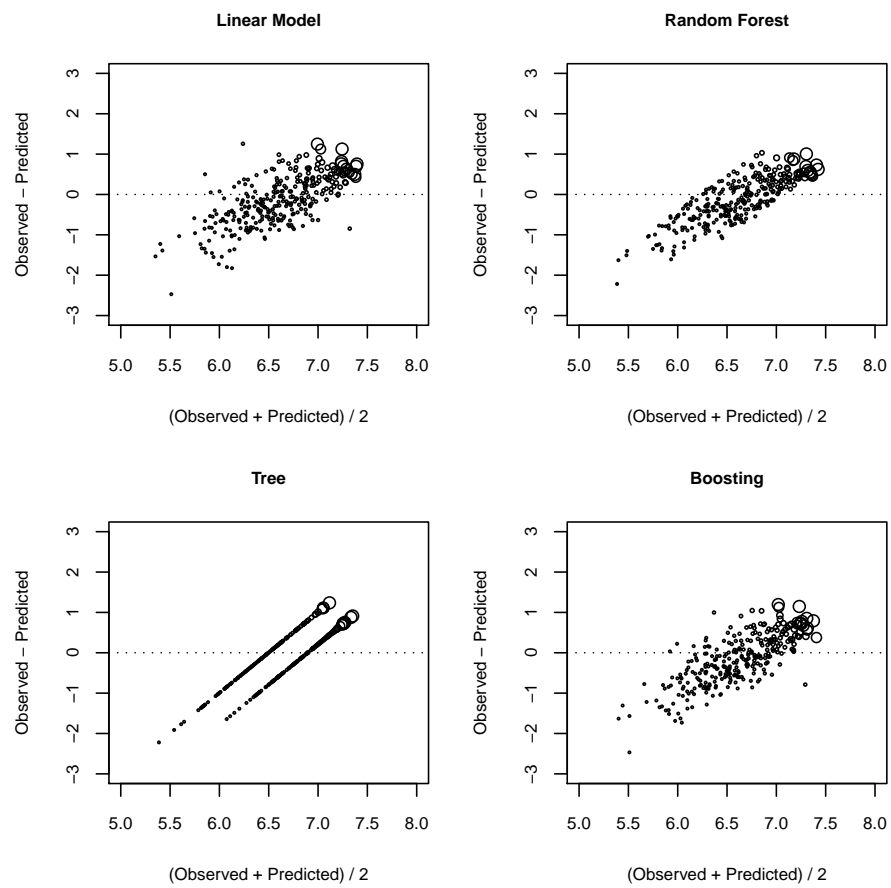 Linear Model
Observed − Predicted
3
2
1
0
−1
−2
−3
5.0 5.5 6.0 6.5 7.0 7.5 8.0
(Observed + Predicted) / 2
Random Forest
Observed − Predicted
3
2
1
0
−1
−2
−3
5.0 5.5 6.0 6.5 7.0 7.5 8.0
(Observed + Predicted) / 2
Tree
Observed − Predicted
3
2
1
0
−1
−2
−3
5.0 5.5 6.0 6.5 7.0 7.5 8.0
(Observed + Predicted) / 2
Boosting
Observed − Predicted
3
2
1
0
−1
−2
−3
5.0 5.5 6.0 6.5 7.0 7.5 8.0
(Observed + Predicted) / 2